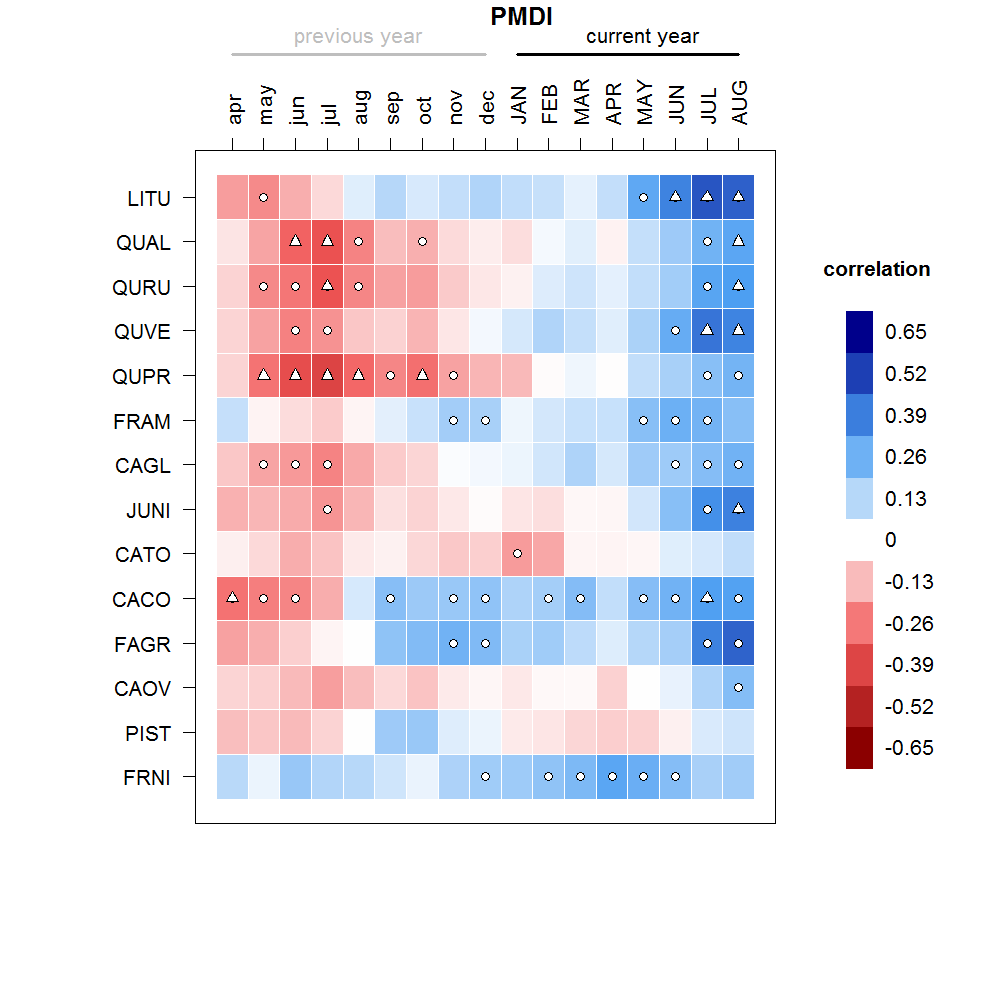 PMDI
previous year current year
apr may jun jul aug sep oct nov dec JAN FEB MAR APR MAY JUN JUL AUG
LITU
QUAL
QURU
QUVE
QUPR
FRAM
CAGL
JUNI
CATO
CACO
FAGR
CAOV
PIST
FRNI
correlation
0.65
0.52
0.39
0.26
0.13
0
-0.13
-0.26
-0.39
-0.52
-0.65